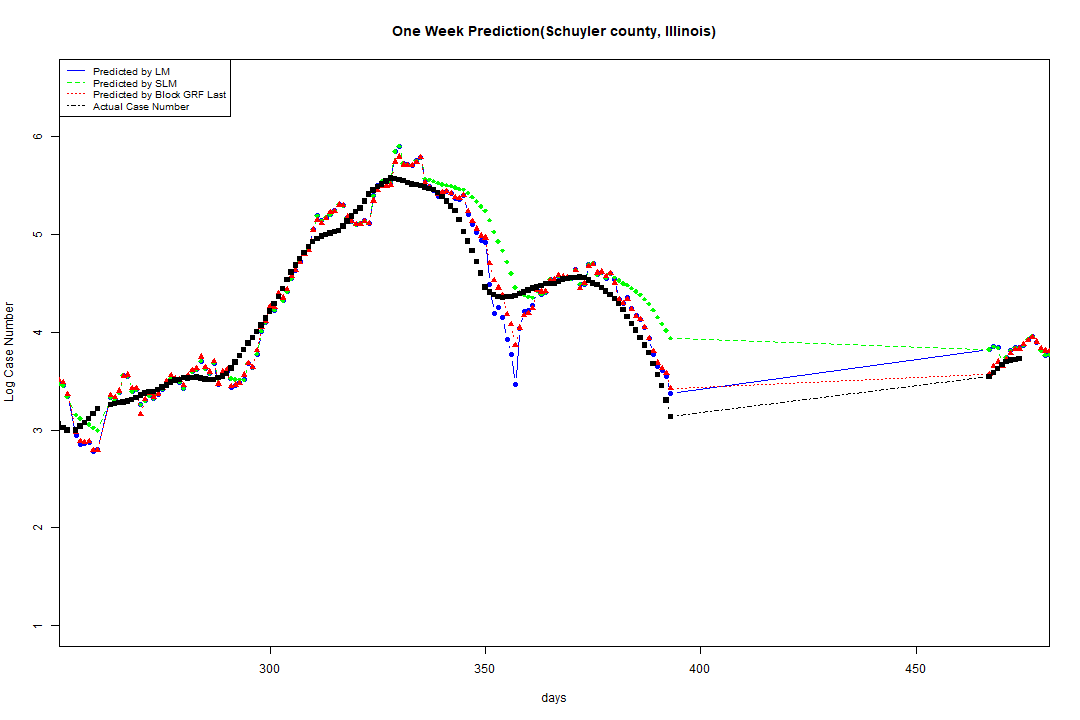 One Week Prediction(Schuyler county, Illinois)
Predicted by LM
Predicted by SLM
Predicted by Block GRF Last
Actual Case Number
6
5
4
3
2
1
Log Case Number
300
350
400
450
days